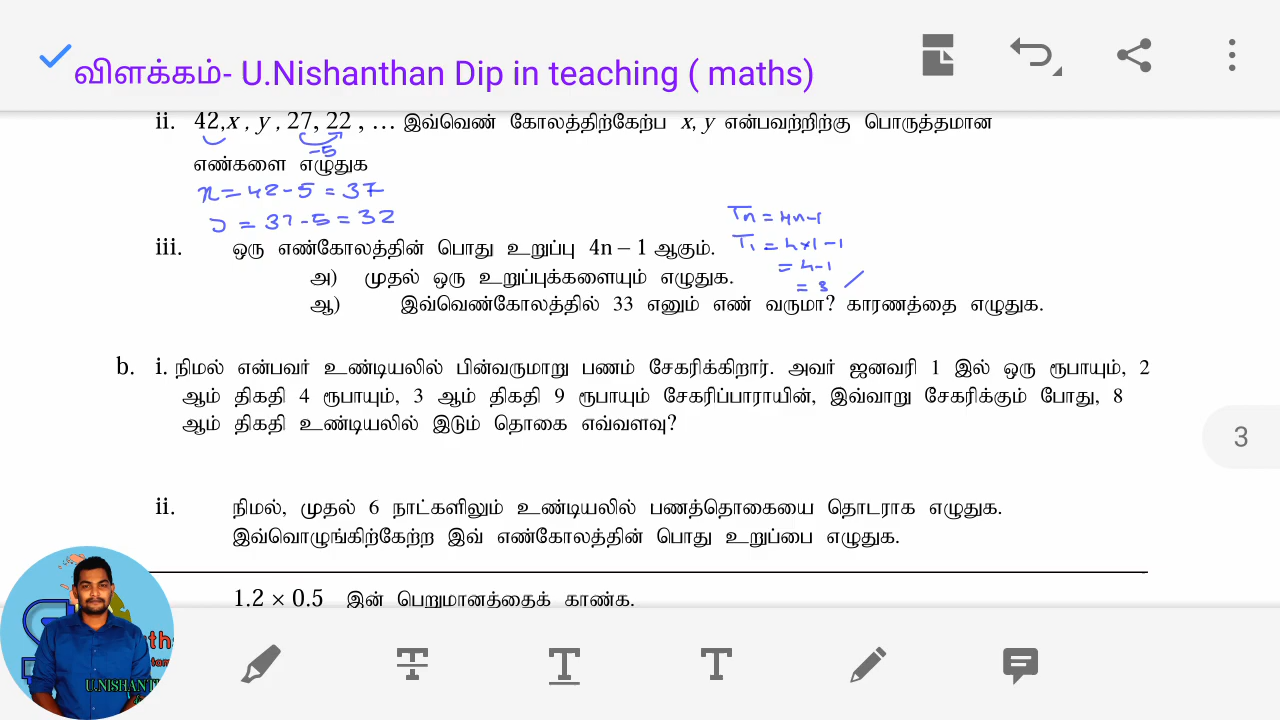 விளக்கம்- U.Nishanthan Dip in teaching ( maths)
ii. 42,x , y , 27, 22 , ... இவ்வெண் கோலத்திற்கேற்ப x, y என்பவற்றிற்கு பொருத்தமான
-5
எண்களை எழுதுக
x = 42 - 5 = 37
y = 37 - 5 = 32
Tn = 4n-1
iii. ஒரு எண்கோலத்தின் பொது உறுப்பு 4n – 1 ஆகும். T1 = 4x1 - 1
= 4-1
அ) முதல் ஒரு உறுப்புக்களையும் எழுதுக.
= 3
ஆ) இவ்வெண்கோலத்தில் 33 எனும் எண் வருமா? காரணத்தை எழுதுக.
b. i. நிமல் என்பவர் உண்டியலில் பின்வருமாறு பணம் சேகரிக்கிறார். அவர் ஜனவரி 1 இல் ஒரு ரூபாயும், 2
ஆம் திகதி 4 ரூபாயும், 3 ஆம் திகதி 9 ரூபாயும் சேகரிப்பாராயின், இவ்வாறு சேகரிக்கும் போது, 8
ஆம் திகதி உண்டியலில் இடும் தொகை எவ்வளவு?
3
ii. நிமல், முதல் 6 நாட்களிலும் உண்டியலில் பணத்தொகையை தொடராக எழுதுக.
இவ்வொழுங்கிற்கேற்ற இவ் எண்கோலத்தின் பொது உறுப்பை எழுதுக.
1.2 × 0.5 இன் பெறுமானத்தைக் காண்க.
T T T
U.NISHANTH